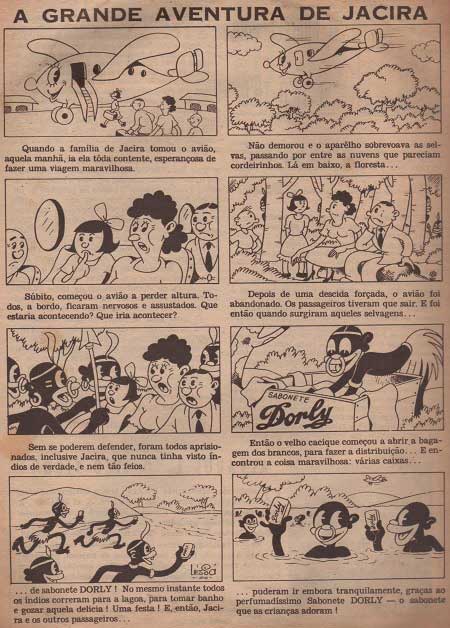 A GRANDE AVENTURA DE JACIRA
Quando a família de Jacira tomou o avião,
aquela manhã, ia ela tôda contente, esperançosa de
fazer uma viagem maravilhosa.
Não demorou e o aparêlho sobrevoava as sel-
vas, passando por entre as nuvens que pareciam
cordeirinhos. Lá em baixo, a floresta...
Súbito, começou o avião a perder altura. To-
dos, a bordo, ficaram nervosos e assustados. Que
estaria acontecendo? Que iria acontecer?
Depois de uma descida forçada, o avião foi
abandonado. Os passageiros tiveram que sair. E foi
então quando surgiram aqueles selvagens...
Sem se poderem defender, foram todos aprisio-
nados, inclusive Jacira, que nunca tinha visto ín-
dios de verdade, e nem tão feios.
SABONETE
Dorly
Então o velho cacique começou a abrir a baga-
gem dos brancos, para fazer a distribuição... E en-
controu a coisa maravilhosa: várias caixas...
LESSA
... de sabonete DORLY! No mesmo instante todos
os índios correram para a lagoa, para tomar banho
e gozar aquela delícia! Uma festa! E, então, Jaci-
ra e os outros passageiros...
Dorly
Dorly
Dorly
... puderam ir embora tranquilamente, graças ao
perfumadíssimo Sabonete DORLY — o sabonete
que as crianças adoram!